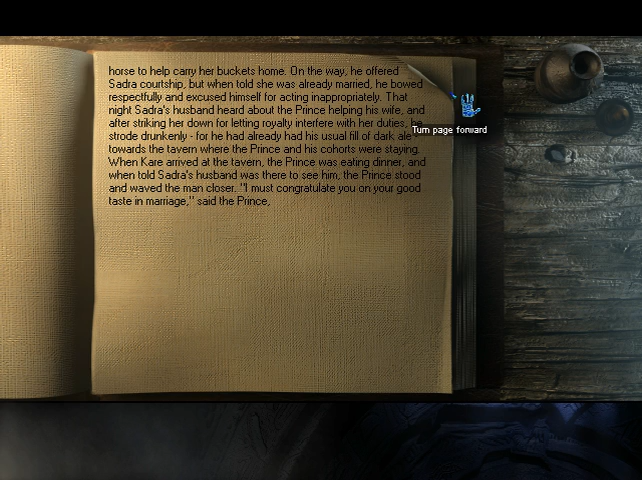 horse to help carry her buckets home. On the way, he offered
Sadra courtship, but when told she was already married, he bowed
respectfully and excused himself for acting inappropriately. That
night Sadra's husband heard about the Prince helping his wife, and
after striking her down for letting royalty interfere with her duties, he
strode drunkenly - for he had already had his usual fill of dark ale -
towards the tavern where the Prince and his cohorts were staying.
When Kare arrived at the tavern, the Prince was eating dinner, and
when told Sadra's husband was there to see him, the Prince stood
and waved the man closer. "I must congratulate you on your good
taste in marriage," said the Prince,
Turn page forward